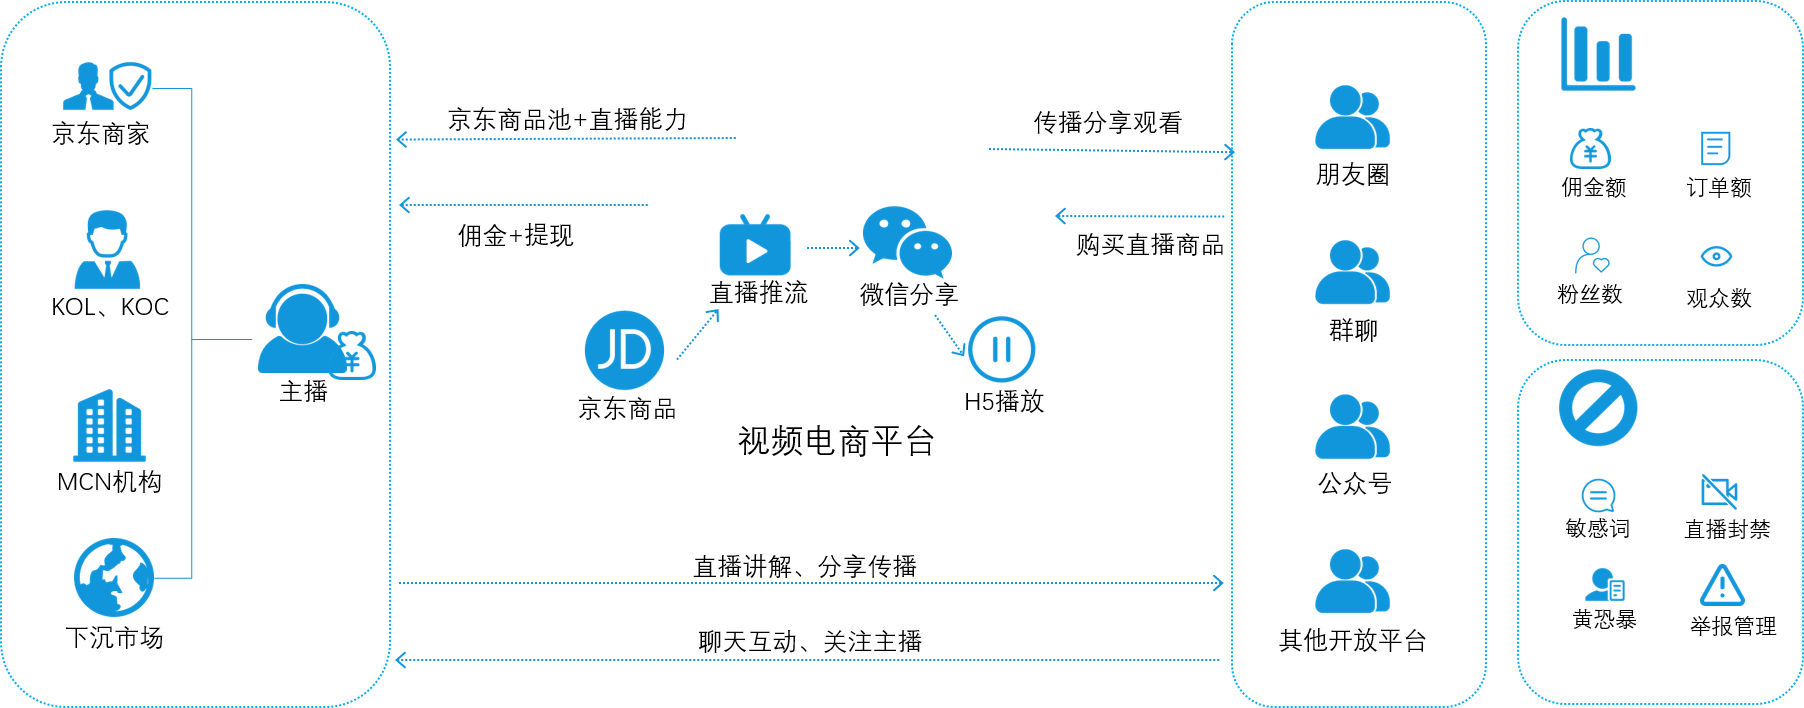 京东商家
KOL、KOC
MCN机构
下沉市场
主播
¥
京东商品池+直播能力
佣金+提现
直播推流
微信分享
JD
京东商品
H5播放
视频电商平台
传播分享观看
购买直播商品
直播讲解、分享传播
聊天互动、关注主播
朋友圈
群聊
公众号
其他开放平台
¥
佣金额
订单额
粉丝数
观众数
敏感词
直播封禁
黄恐暴
举报管理